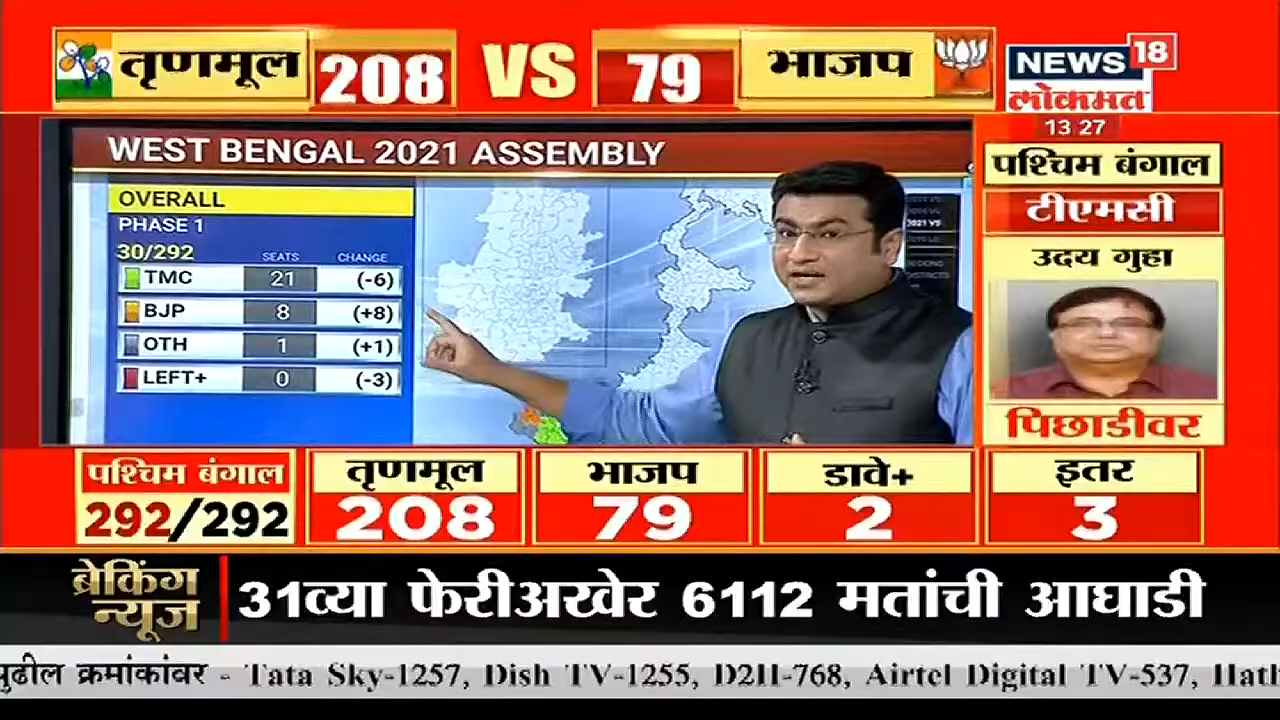 तृणमूल 208 VS 79 भाजप
NEWS 18
लोकमत
13 27
WEST BENGAL 2021 ASSEMBLY
OVERALL
PHASE 1
30/292 SEATS CHANGE
TMC 21 (-6)
BJP 8 (+8)
OTH 1 (+1)
LEFT+ 0 (-3)
पश्चिम बंगाल
टीएमसी
उदय गुहा
पिछाडीवर
पश्चिम बंगाल
292/292
तृणमूल
208
भाजप
79
डावे+
2
इतर
3
ब्रेकिंग
न्यूज
31व्या फेरीअखेर 6112 मतांची आघाडी
पुढील क्रमांकांवर - Tata Sky-1257, Dish TV-1255, D2H-768, Airtel Digital TV-537,